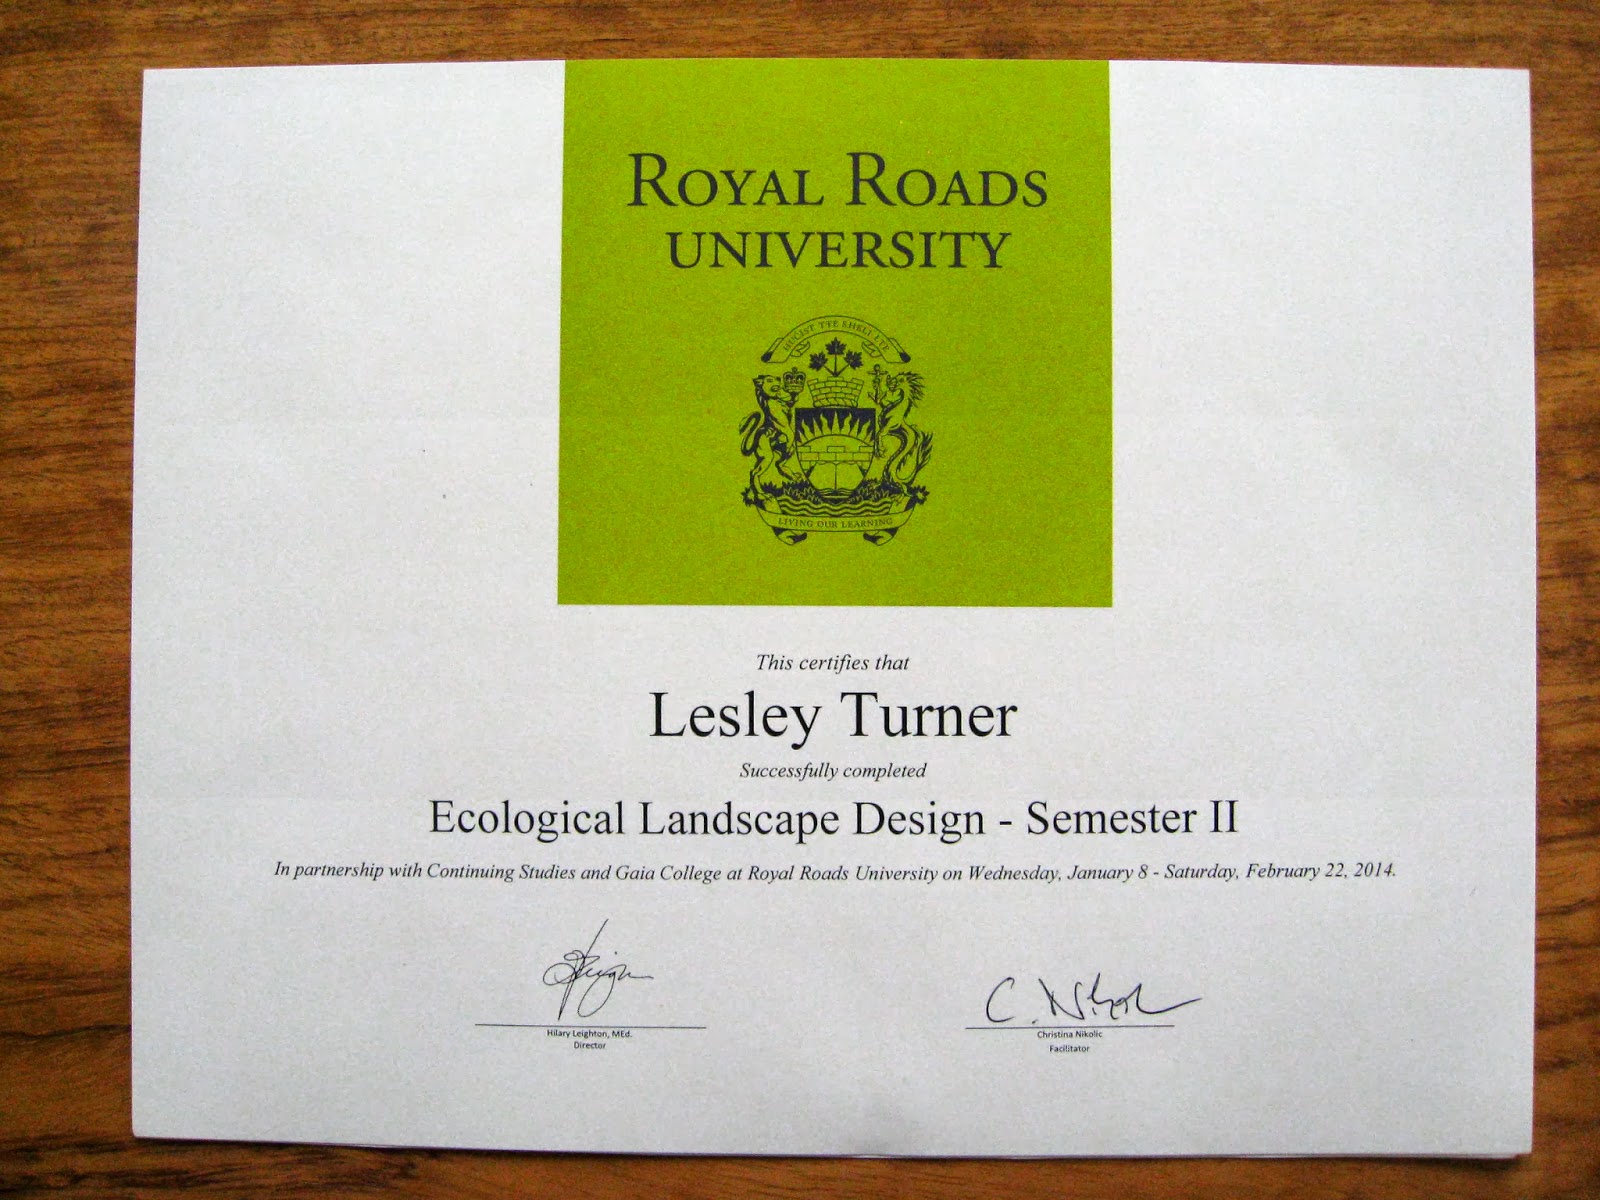 ROYAL ROADS
UNIVERSITY
LIVING OUR LEARNING
This certifies that
Lesley Turner
Successfully completed
Ecological Landscape Design - Semester II
In partnership with Continuing Studies and Gaia College at Royal Roads University on Wednesday, January 8 - Saturday, February 22, 2014.
C. Nikolic
Hilary Leighton, MEd.
Christina Nikolic
Director
Facilitator